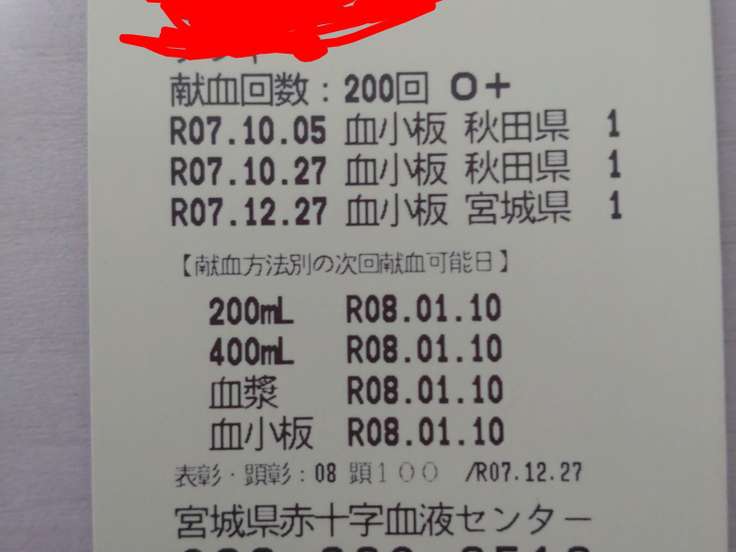 献血回数：200回 O+
R07.10.05 血小板 秋田県 1
R07.10.27 血小板 秋田県 1
R07.12.27 血小板 宮城県 1
【献血方法別の次回献血可能日】
200mL R08.01.10
400mL R08.01.10
血漿 R08.01.10
血小板 R08.01.10
表彰・顕彰：08 顕100 /R07.12.27
宮城県赤十字血液センター